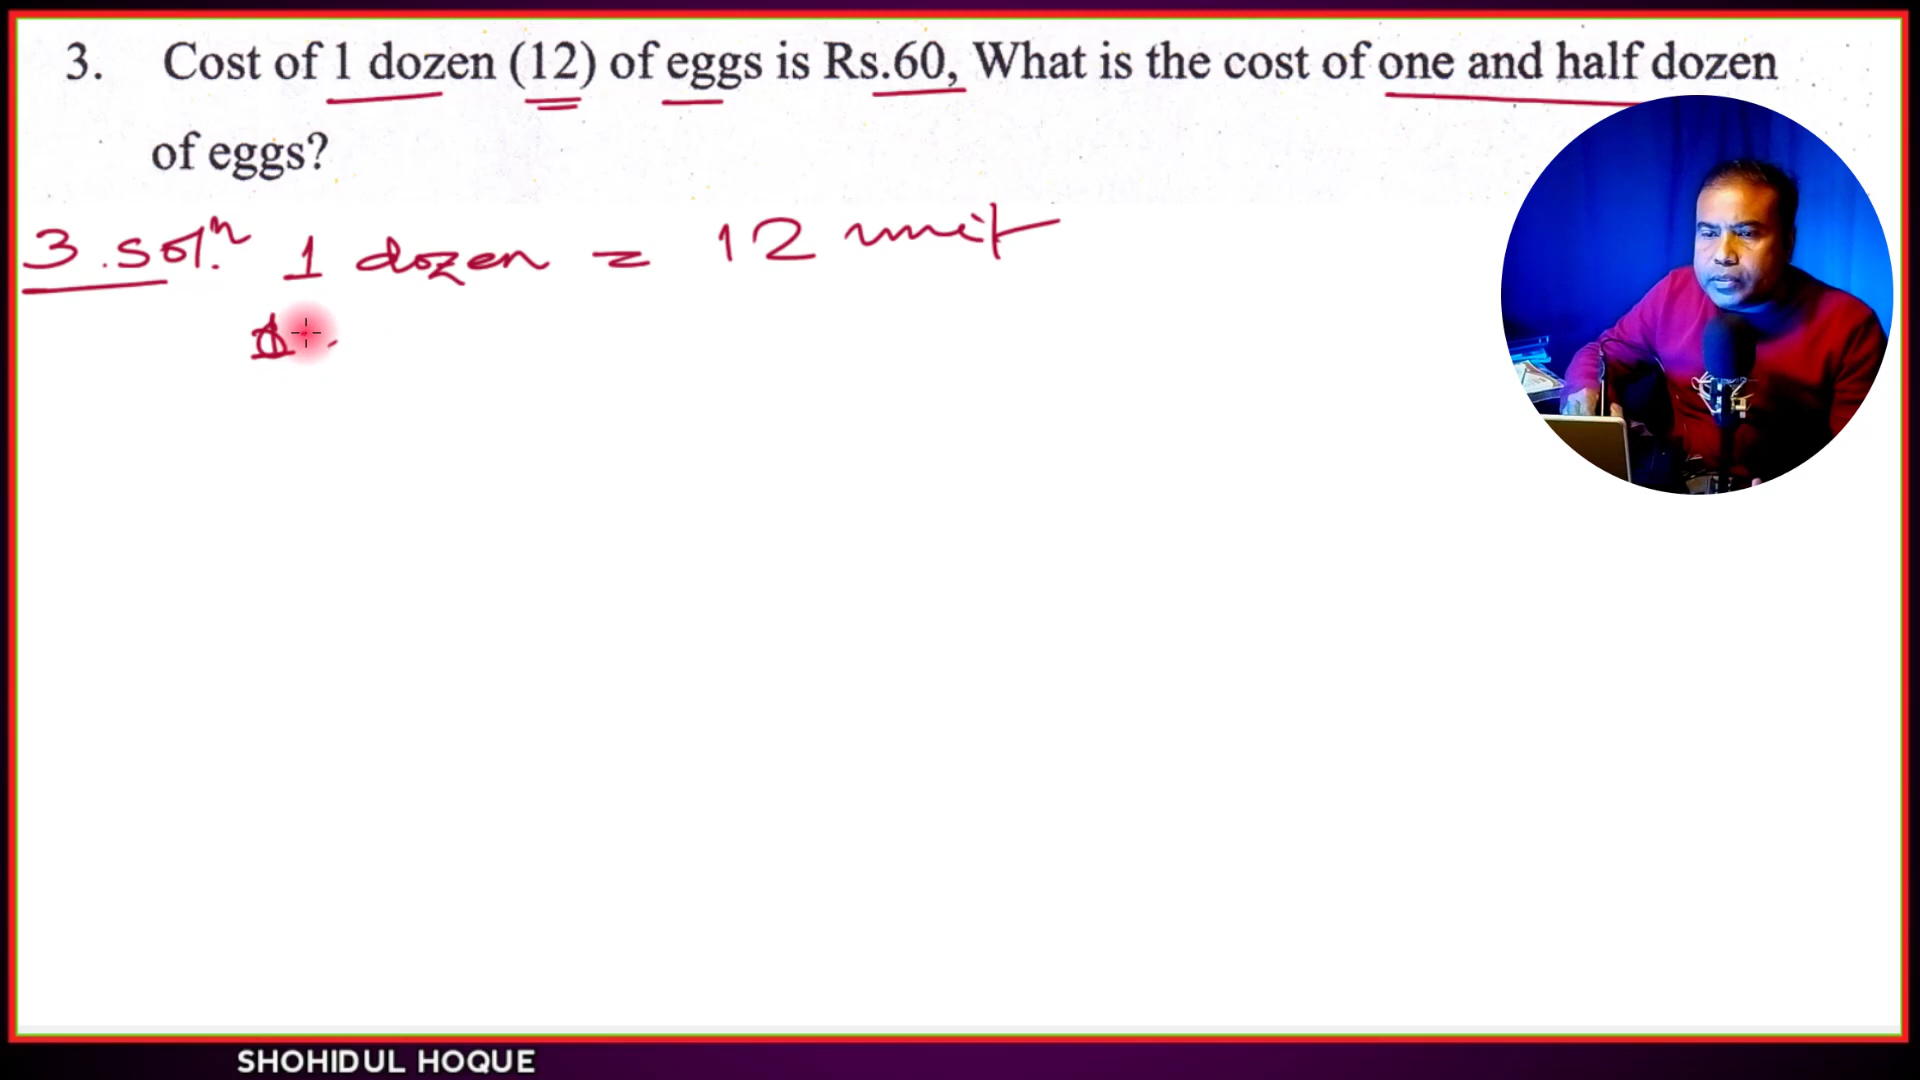 3. Cost of 1 dozen (12) of eggs is Rs.60, What is the cost of one and half dozen
of eggs?
3. Solⁿ. 1 dozen = 12 unit
SHOHIDUL HOQUE